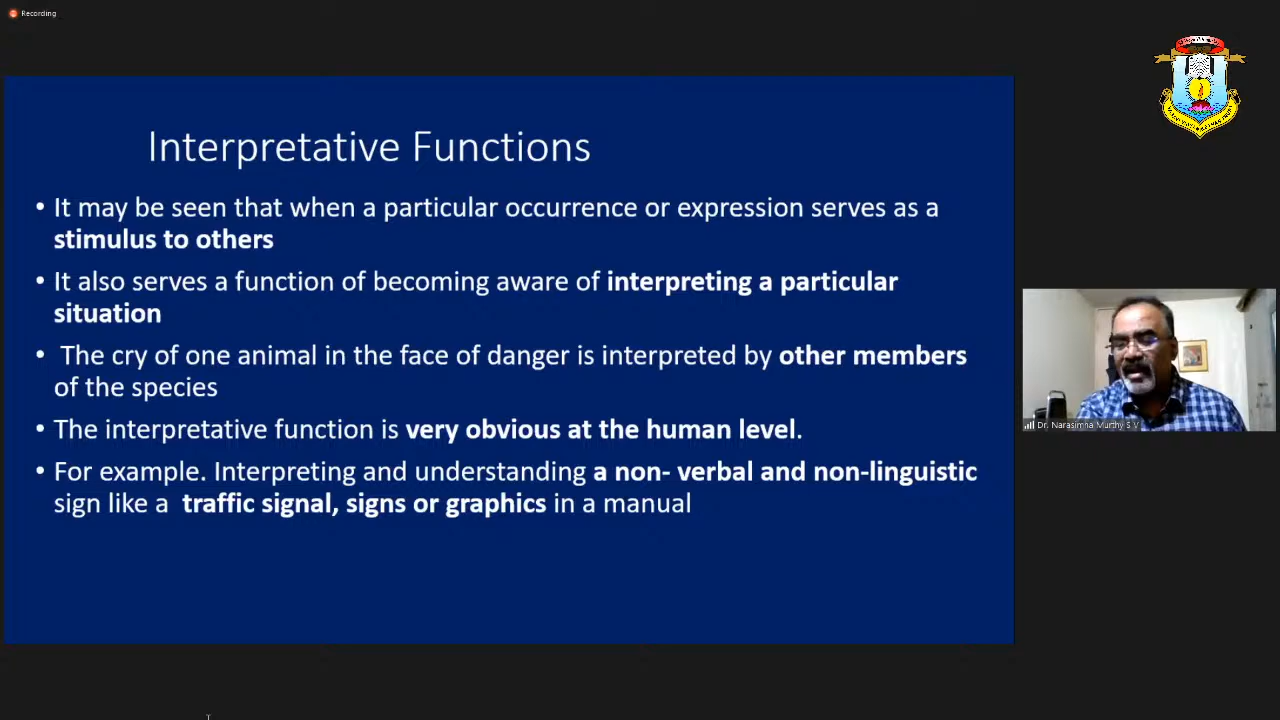 Recording
Interpretative Functions
• It may be seen that when a particular occurrence or expression serves as a
stimulus to others
• It also serves a function of becoming aware of interpreting a particular
situation
• The cry of one animal in the face of danger is interpreted by other members
of the species
• The interpretative function is very obvious at the human level.
• For example. Interpreting and understanding a non- verbal and non-linguistic
sign like a traffic signal, signs or graphics in a manual
Dr. Narasimha Murthy S V